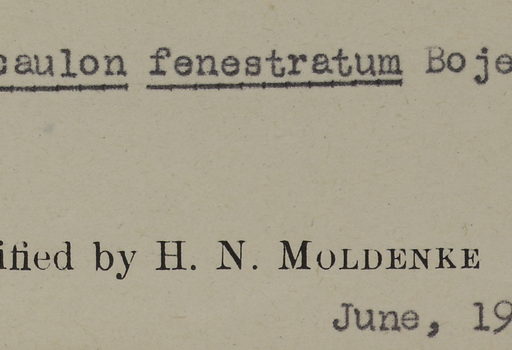 caulon fenestratum Boje
ified by H. N. MOLDENKE
June, 19